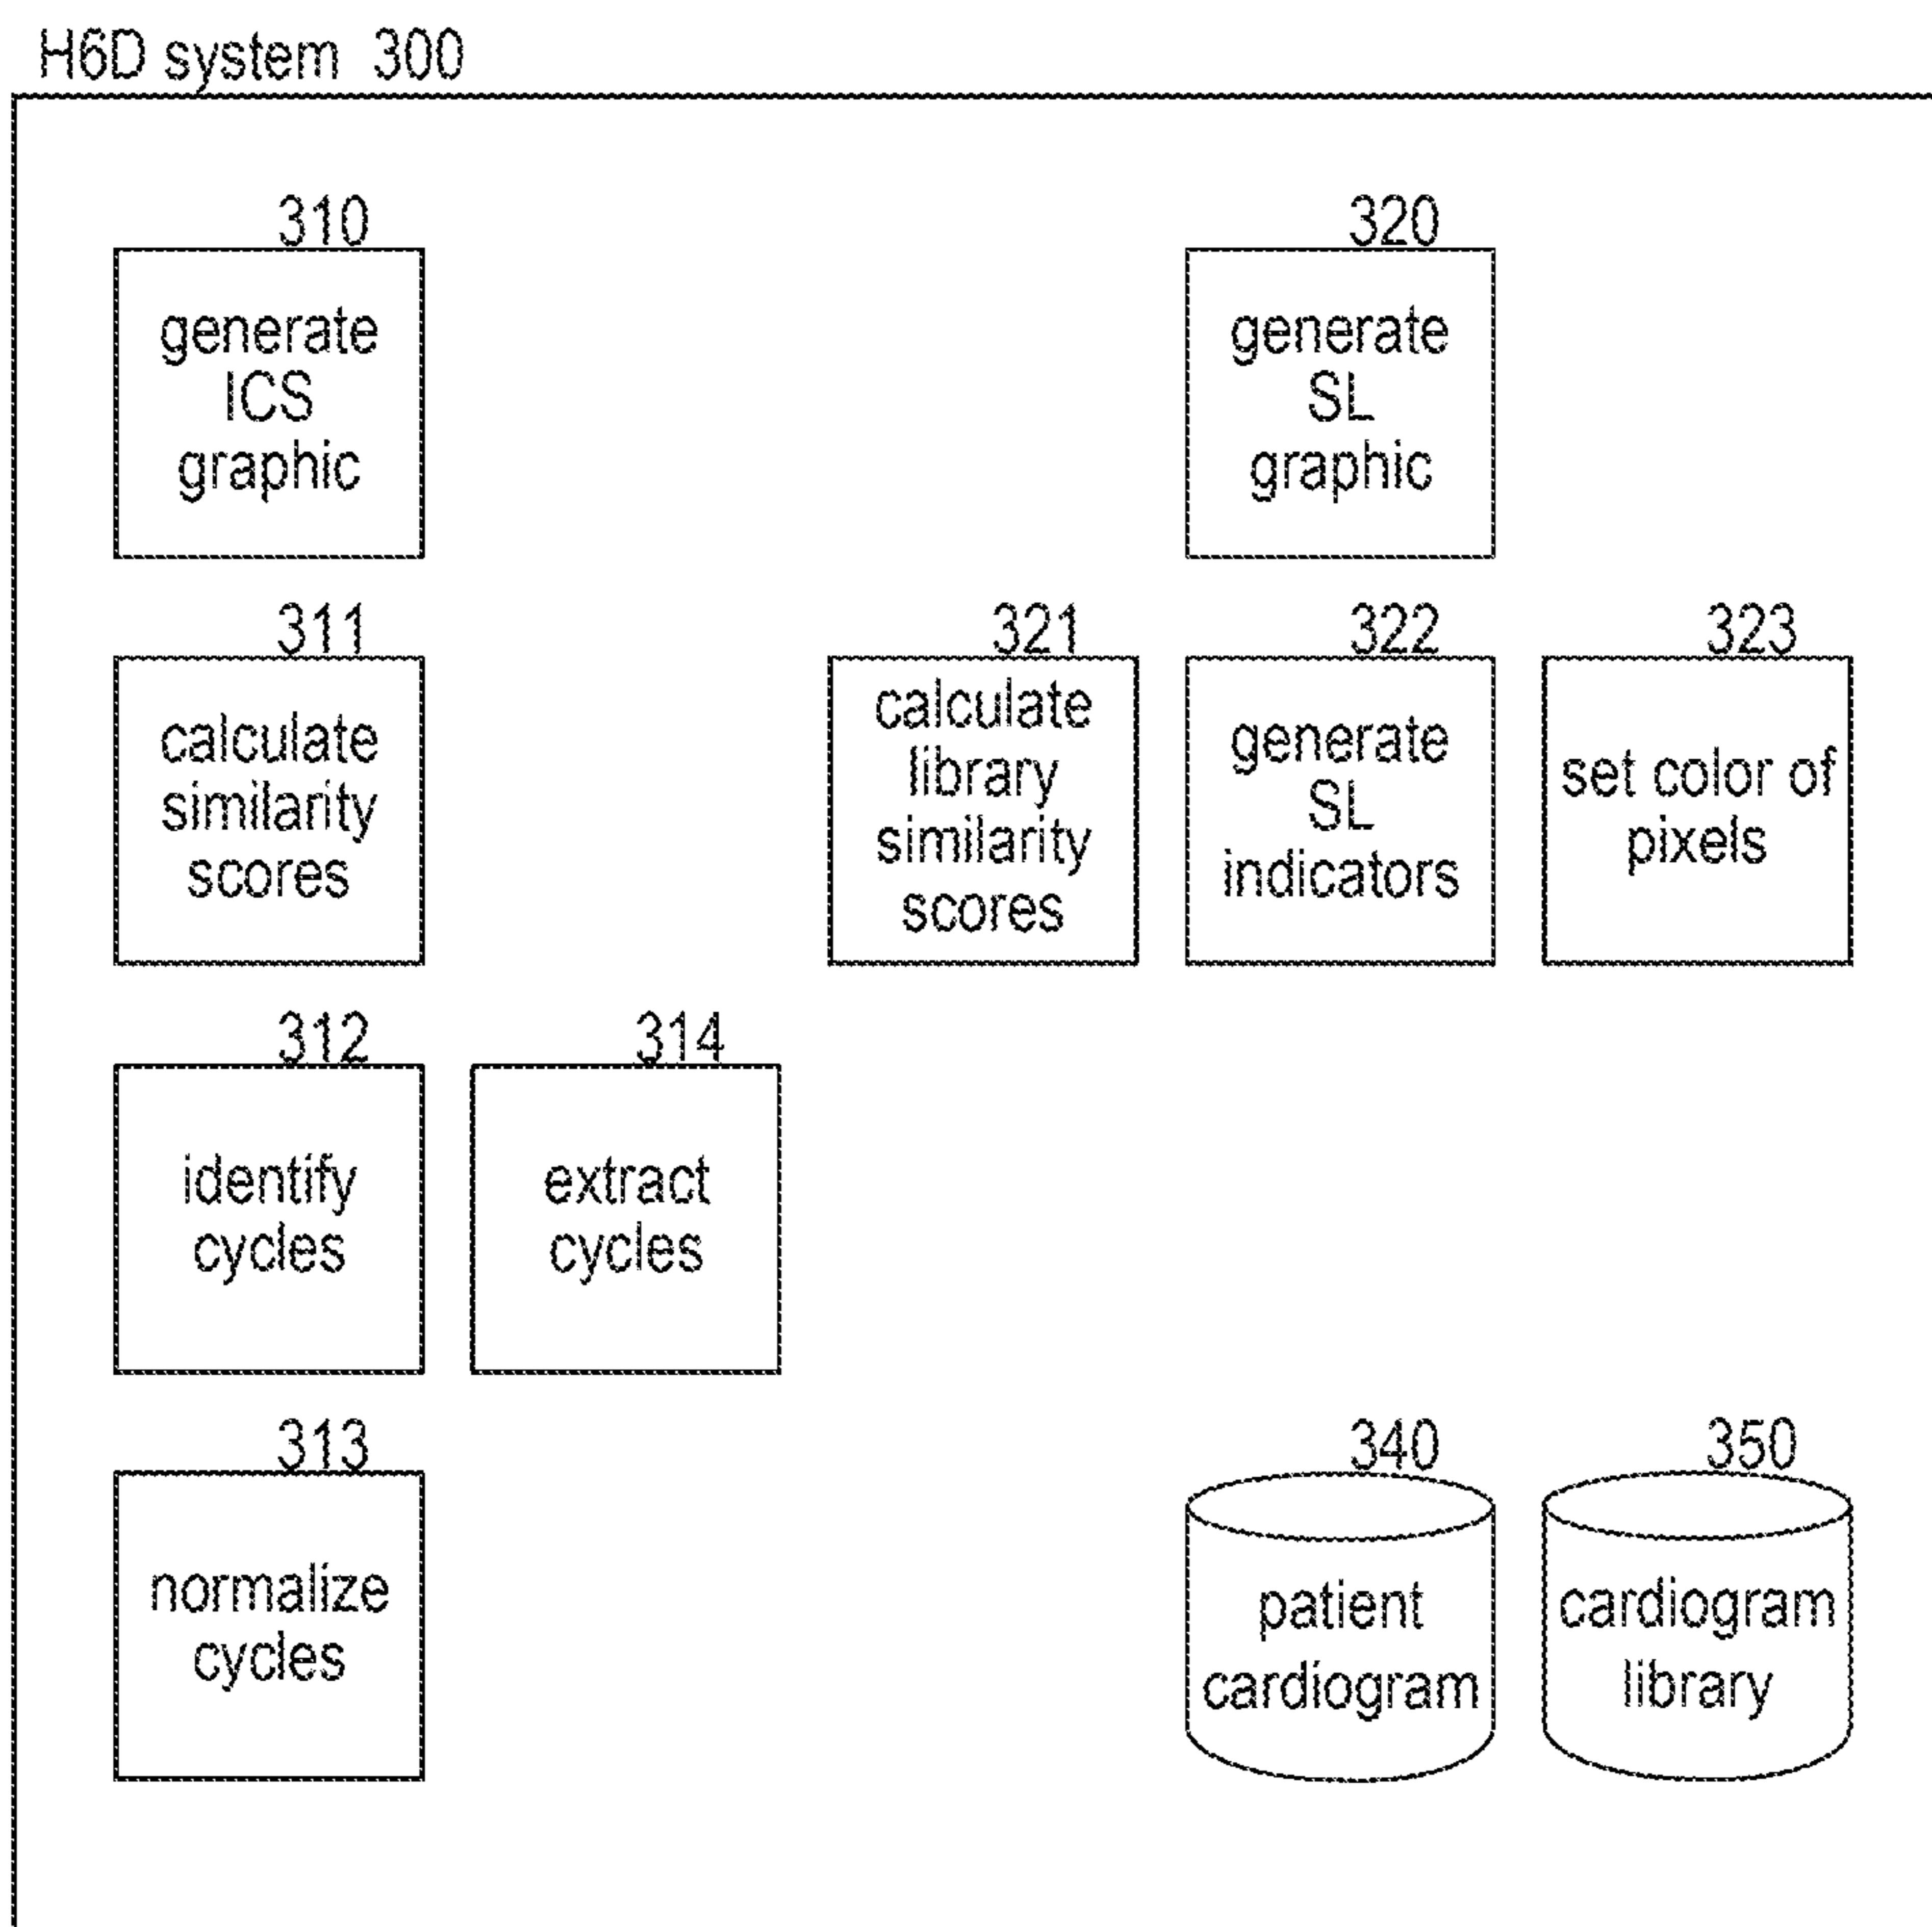 H6D system 300
310
generate
ICS
graphic
320
generate
SL
graphic
311
calculate
similarity
scores
321
calculate
library
similarity
scores
322
generate
SL
indicators
323
set color of
pixels
312
identify
cycles
314
extract
cycles
313
normalize
cycles
340
patient
cardiogram
350
cardiogram
library